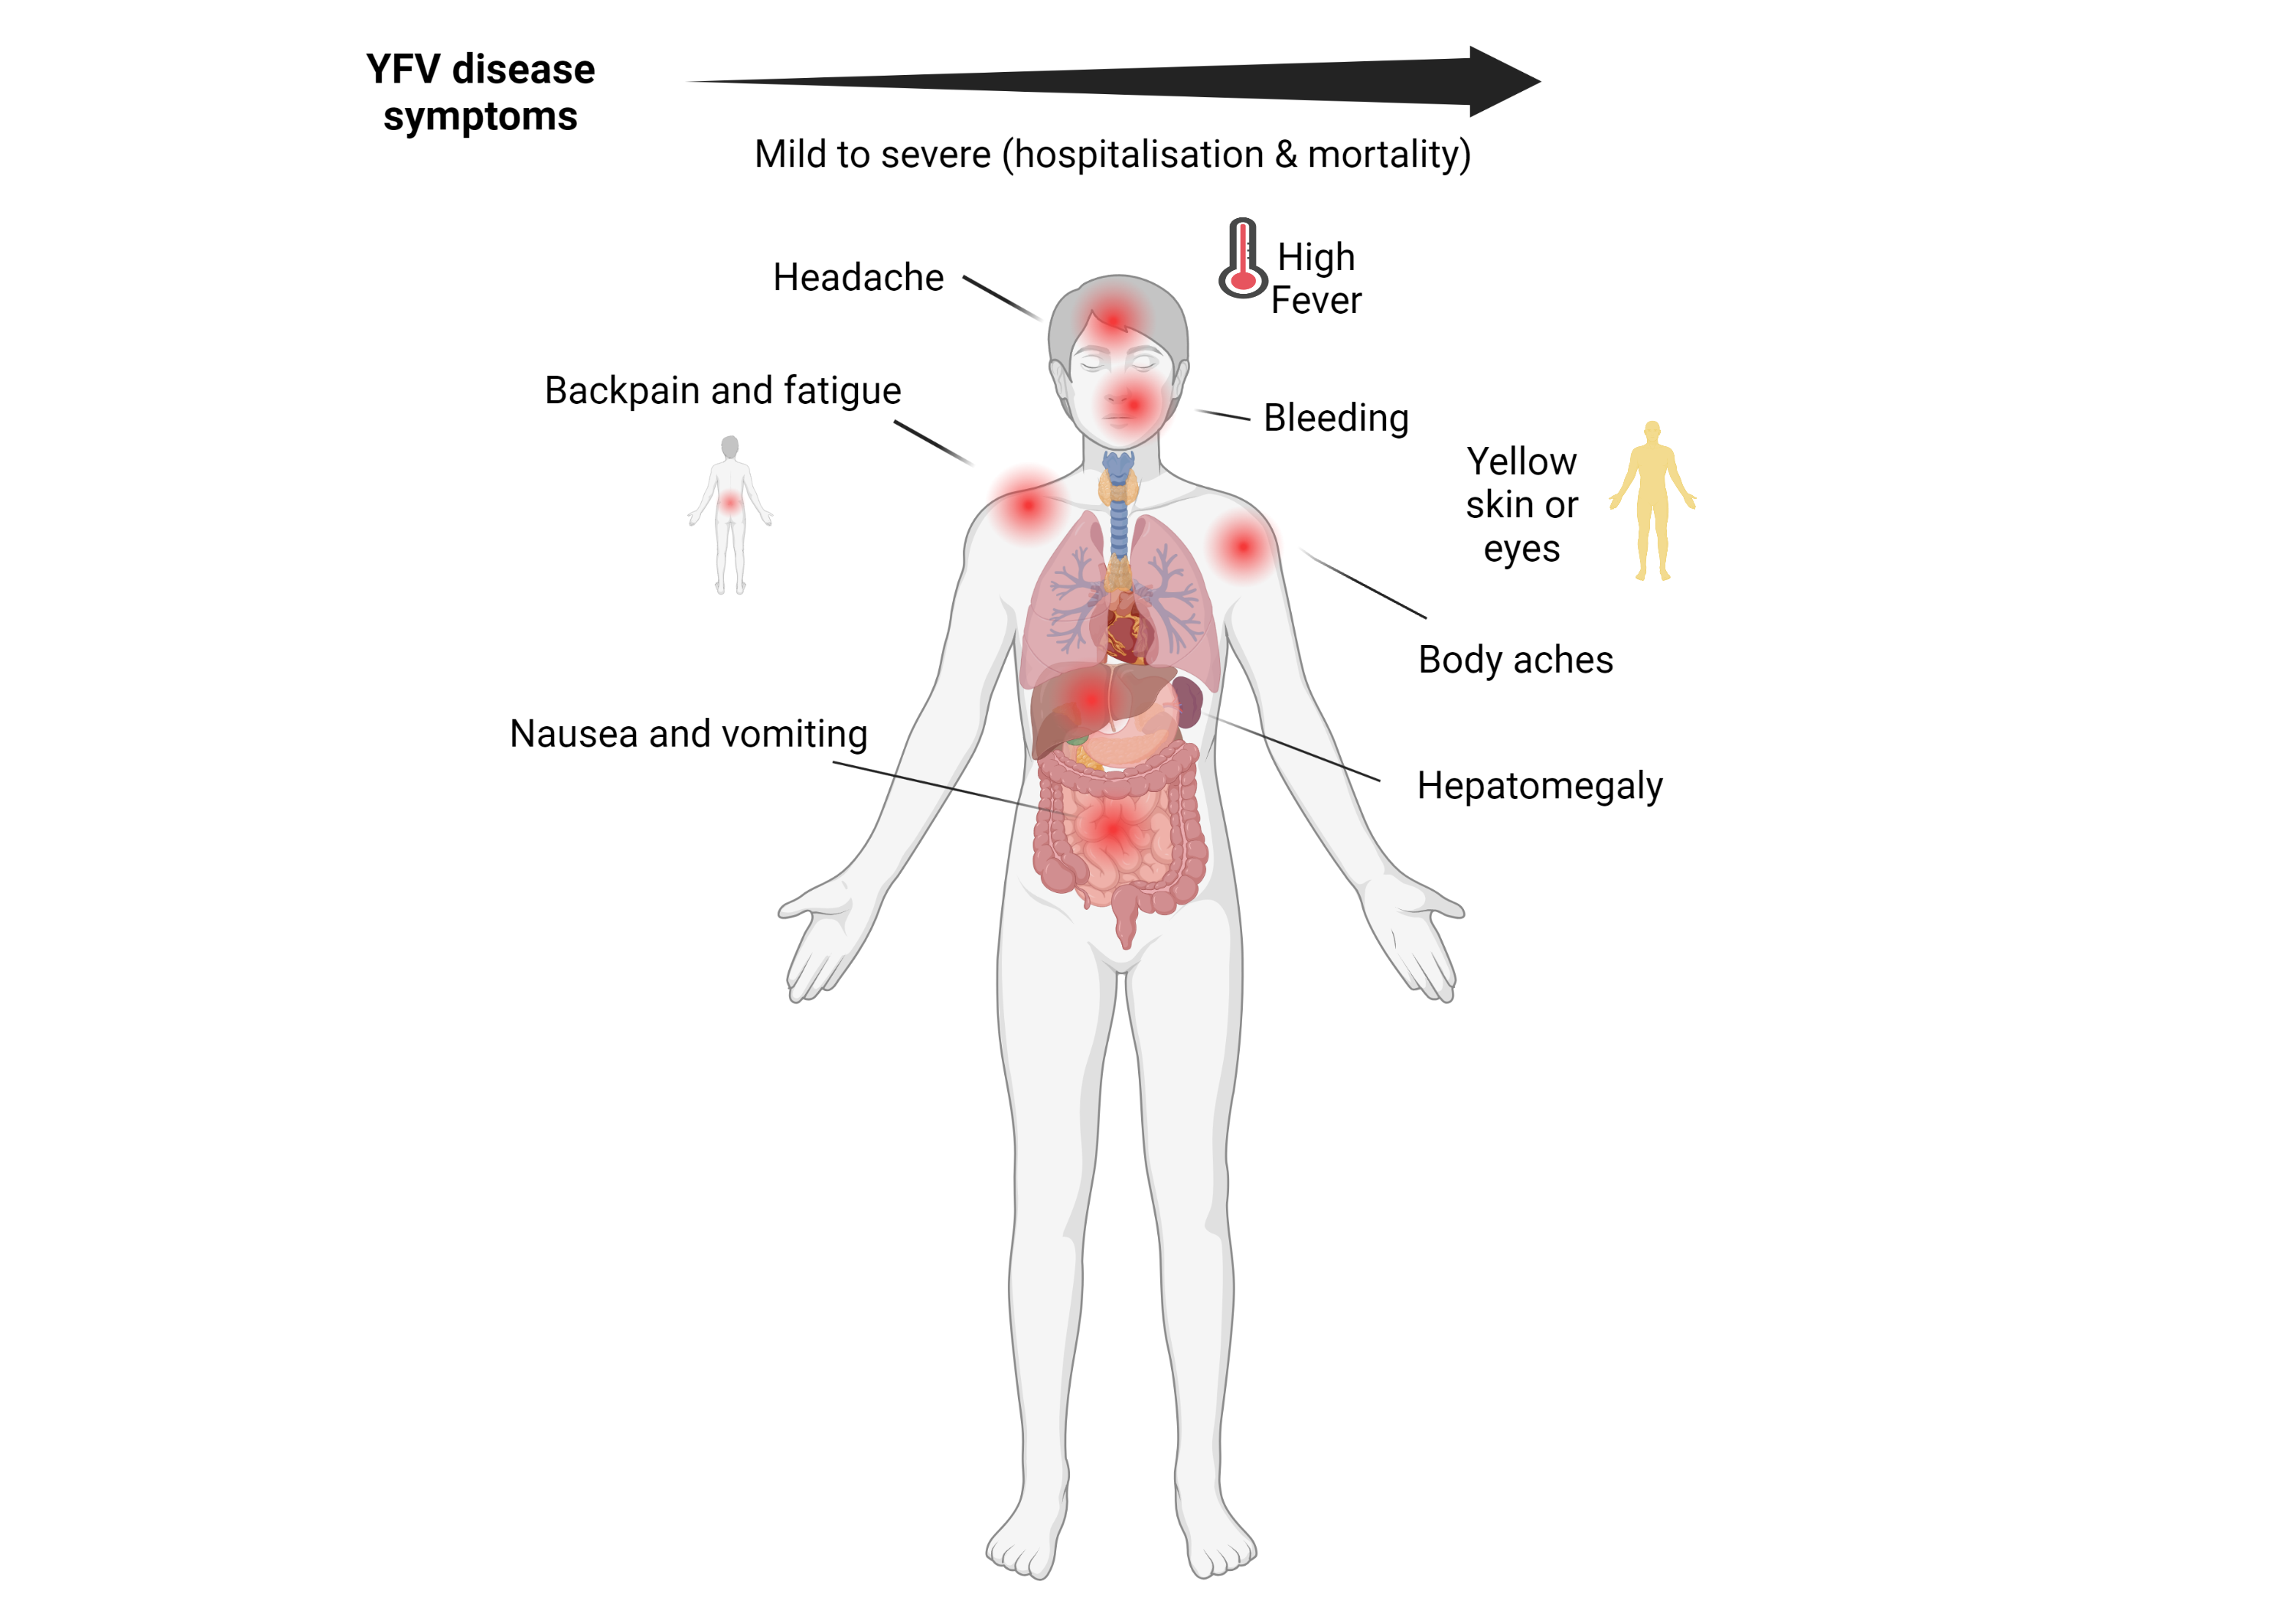 YFV disease
symptoms
Mild to severe (hospitalisation & mortality)
Headache
High
Fever
Backpain and fatigue
Bleeding
Yellow
skin or
eyes
Body aches
Nausea and vomiting
Hepatomegaly